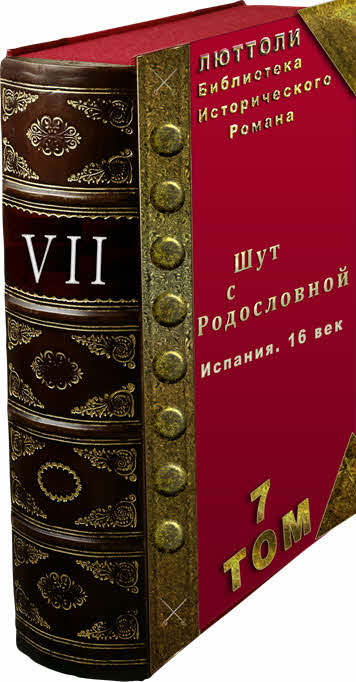 ЛЮТТОЛИ
Библиотека
Исторического
Романа
VII
Шут
с
Родословной
Испания. 16 век
7
ТОМ